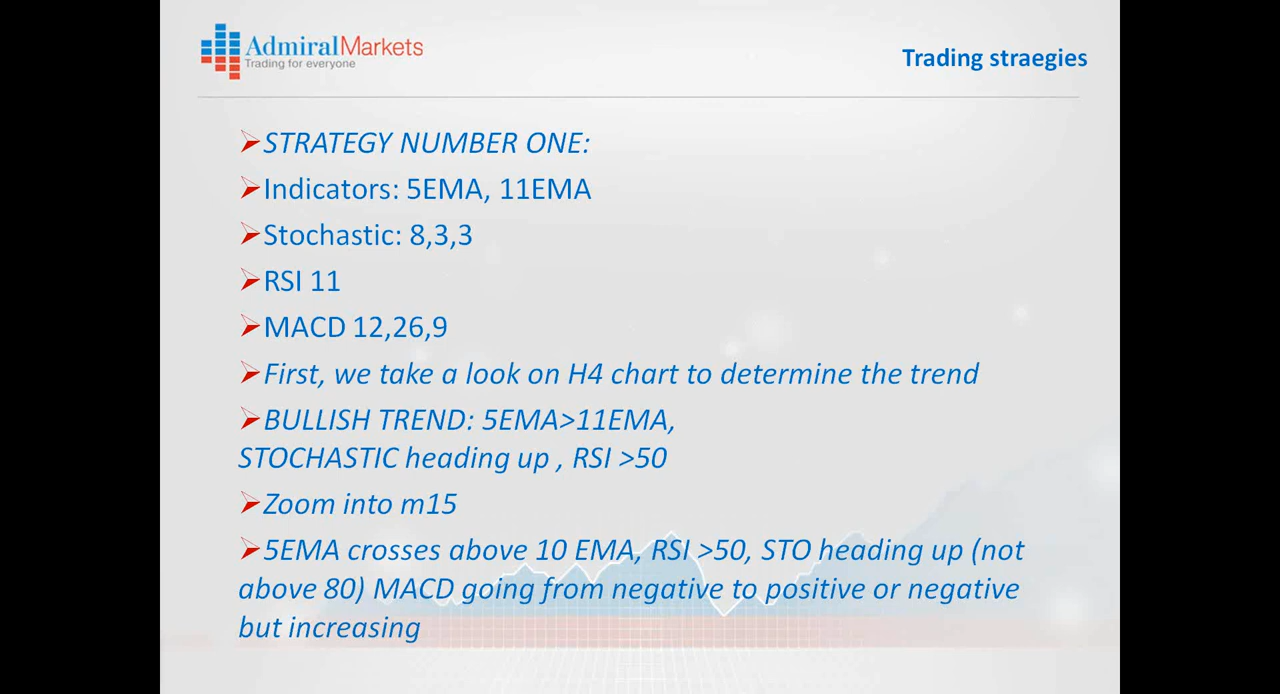 AdmiralMarkets
Trading for everyone
Trading straegies
STRATEGY NUMBER ONE:
Indicators: 5EMA, 11EMA
Stochastic: 8,3,3
RSI 11
MACD 12,26,9
First, we take a look on H4 chart to determine the trend
BULLISH TREND: 5EMA>11EMA,
STOCHASTIC heading up , RSI >50
Zoom into m15
5EMA crosses above 10 EMA, RSI >50, STO heading up (not
above 80) MACD going from negative to positive or negative
but increasing